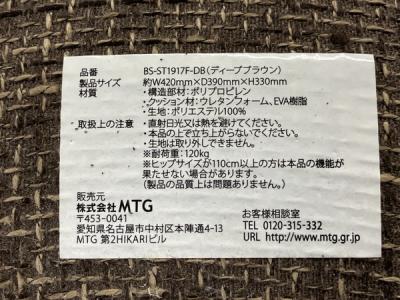 品番 BS-ST1917F-DB(ディープブラウン)
製品サイズ 約W420mm×D390mm×H330mm
材質 ・構造部材:ポリプロピレン
・クッション材:ウレタンフォーム、EVA樹脂
・生地:ポリエステル100%
取扱上の注意 ・直射日光又は熱を避けてください。
・本品の上で立ち上がらないでください。
・生地は取り外しできません。
※耐荷重:120kg
※ヒップサイズが110cm以上の方は本品の機能が
果たせない場合があります。
(製品の品質は問題ありません。)
販売元
株式会社 MTG
〒453-0041
愛知県名古屋市中村区本陣通4-13
MTG 第2HIKARIビル
お客様相談室
TEL 0120-315-332
URL http://www.mtg.gr.jp